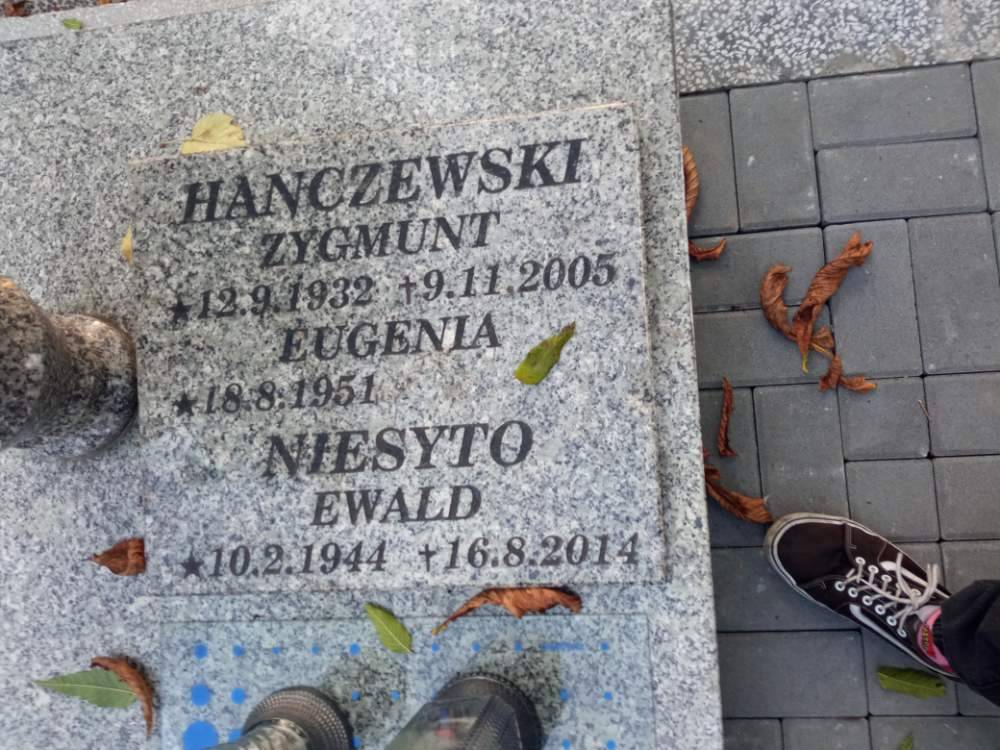 HANCZEWSKI
ZYGMUNT
★12.9.1932 †9.11.2005
EUGENIA
★18.8.1951
NIESYTO
EWALD
★10.2.1944 †16.8.2014